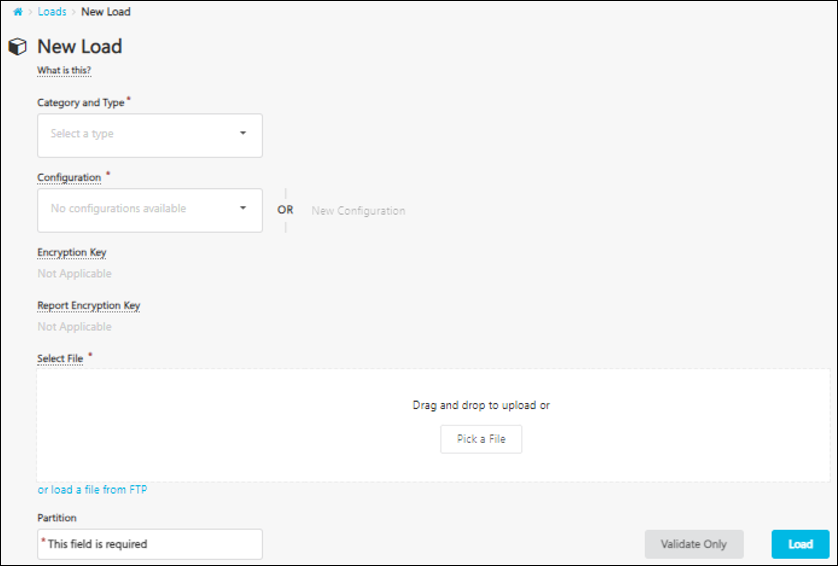 > Loads > New Load
New Load
What is this?
Category and Type *
Select a type
Configuration *
No configurations available
OR
New Configuration
Encryption Key
Not Applicable
Report Encryption Key
Not Applicable
Select File *
Drag and drop to upload or
Pick a File
or load a file from FTP
Partition
* This field is required
Validate Only
Load